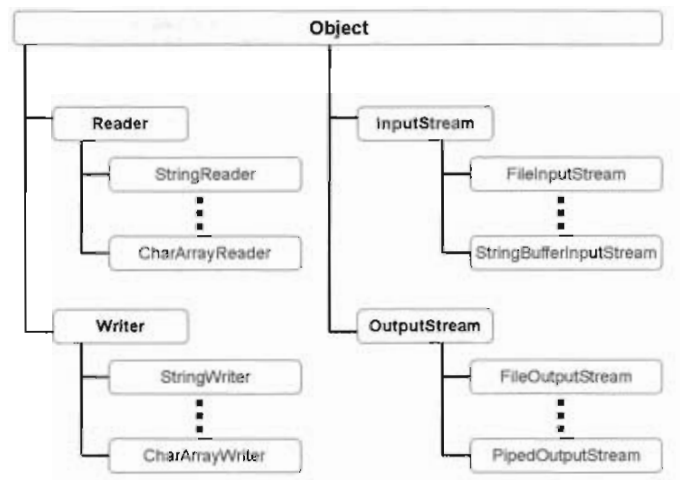 Object
Reader
InputStream
StringReader
FileInputStream
CharArrayReader
StringBufferInputStream
Writer
OutputStream
StringWriter
FileOutputStream
CharArrayWriter
PipedOutputStream